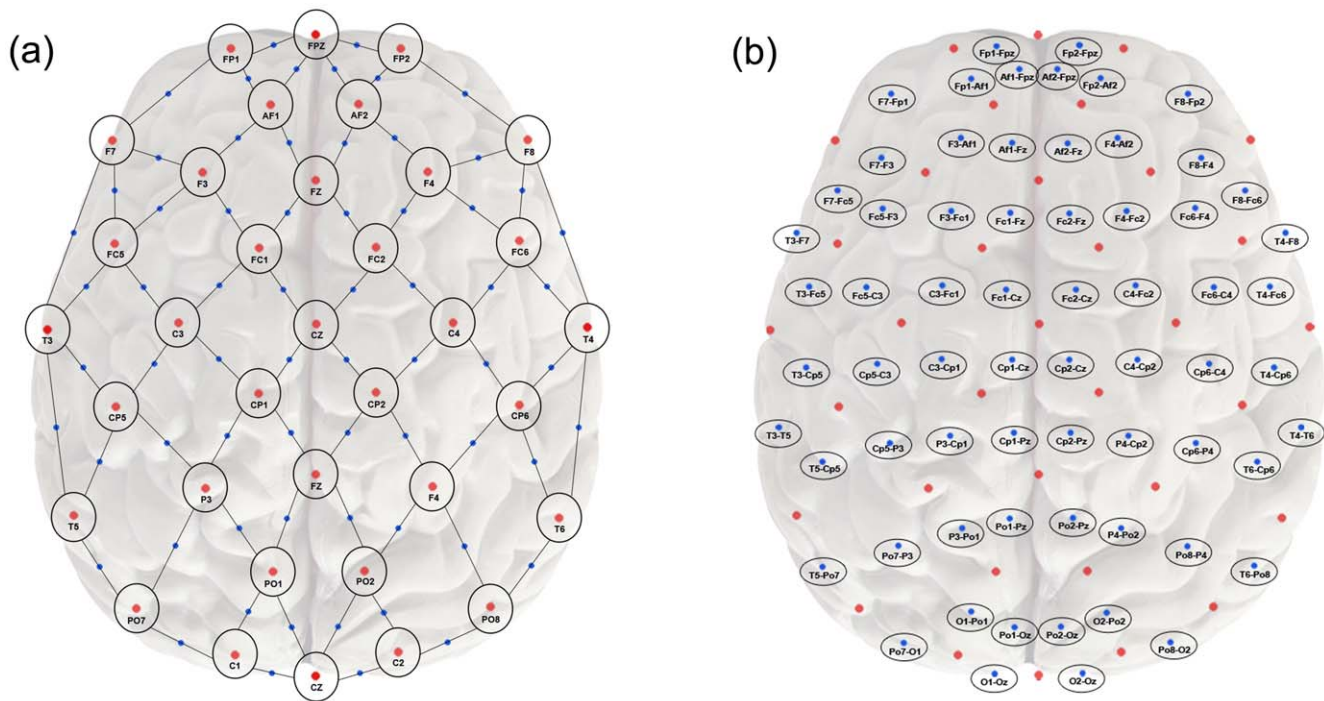 (a)
FPZ
FP1
FP2
AF1
AF2
F7
F8
F3
F4
FZ
FC5
FC1
FC2
FC6
T3
C3
CZ
C4
T4
CP5
CP1
CP2
CP6
P3
FZ
F4
T5
T6
PO1
PO2
PO7
PO8
C1
C2
CZ
(b)
Fp1-Fpz
Fp2-Fpz
Fp1-Af1
Af1-Fpz
Af2-Fpz
Fp2-Af2
F7-Fp1
F8-Fp2
F3-Af1
Af1-Fz
Af2-Fz
F4-Af2
F7-F3
F8-F4
F7-Fc5
Fc5-F3
F3-Fc1
Fc1-Fz
Fc2-Fz
F4-Fc2
Fc6-F4
F8-Fc6
T3-F7
T4-F8
T3-Fc5
Fc5-C3
C3-Fc1
Fc1-Cz
Fc2-Cz
C4-Fc2
Fc6-C4
T4-Fc6
T3-Cp5
Cp5-C3
C3-Cp1
Cp1-Cz
Cp2-Cz
C4-Cp2
Cp6-C4
T4-Cp6
T3-T5
Cp5-P3
P3-Cp1
Cp1-Pz
Cp2-Pz
P4-Cp2
Cp6-P4
T4-T6
T5-Cp5
T6-Cp6
P3-Po1
Po1-Pz
Po2-Pz
P4-Po2
Po7-P3
Po8-P4
T5-Po7
T6-Po8
O1-Po1
Po1-Oz
Po2-Oz
O2-Po2
Po7-O1
Po8-O2
O1-Oz
O2-Oz